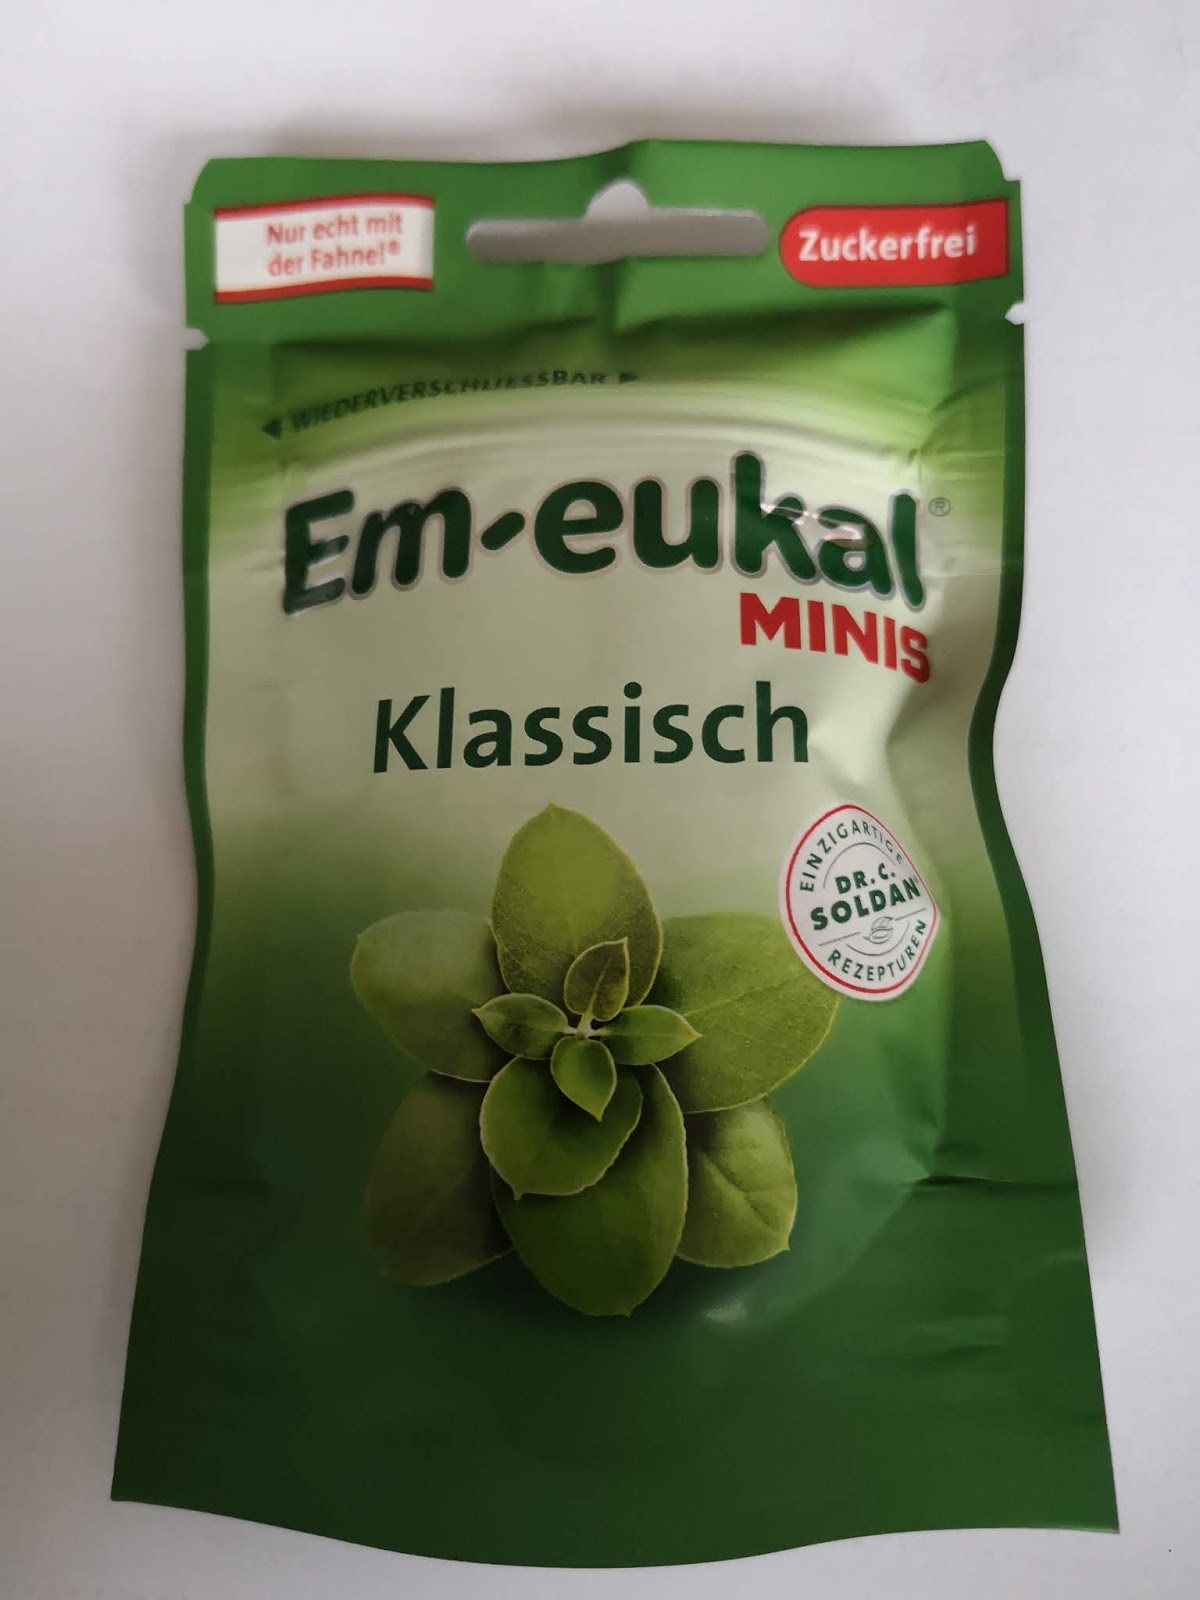 Nur echt mit
der Fahne!®
Zuckerfrei
◀ WIEDERVERSCHLIESSBAR ▶
Em-eukal®
MINIS
Klassisch
EINZIGARTIGE
DR. C.
SOLDAN®
REZEPTUREN